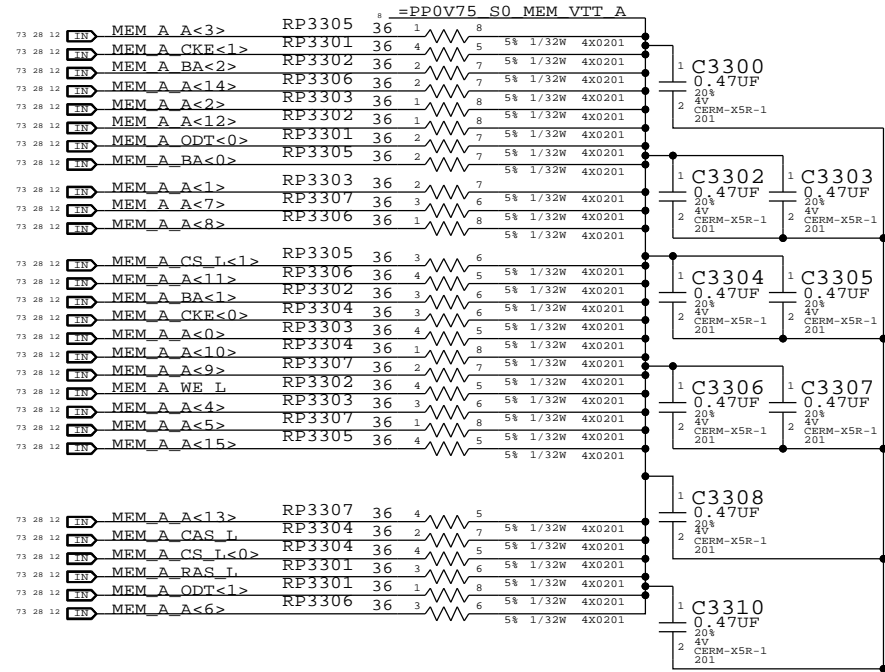 8 =PP0V75_S0_MEM_VTT_A
73 28 12 IN MEM_A_A<3> RP3305 36 1 8 5% 1/32W 4X0201
73 28 12 IN MEM_A_CKE<1> RP3301 36 4 5 5% 1/32W 4X0201
73 28 12 IN MEM_A_BA<2> RP3302 36 2 7 5% 1/32W 4X0201
73 28 12 IN MEM_A_A<14> RP3306 36 2 7 5% 1/32W 4X0201
73 28 12 IN MEM_A_A<2> RP3303 36 1 8 5% 1/32W 4X0201
73 28 12 IN MEM_A_A<12> RP3302 36 1 8 5% 1/32W 4X0201
73 28 12 IN MEM_A_ODT<0> RP3301 36 2 7 5% 1/32W 4X0201
73 28 12 IN MEM_A_BA<0> RP3305 36 2 7 5% 1/32W 4X0201
73 28 12 IN MEM_A_A<1> RP3303 36 2 7 5% 1/32W 4X0201
73 28 12 IN MEM_A_A<7> RP3307 36 3 6 5% 1/32W 4X0201
73 28 12 IN MEM_A_A<8> RP3306 36 1 8 5% 1/32W 4X0201
73 28 12 IN MEM_A_CS_L<1> RP3305 36 3 6 5% 1/32W 4X0201
73 28 12 IN MEM_A_A<11> RP3306 36 4 5 5% 1/32W 4X0201
73 28 12 IN MEM_A_BA<1> RP3302 36 3 6 5% 1/32W 4X0201
73 28 12 IN MEM_A_CKE<0> RP3304 36 3 6 5% 1/32W 4X0201
73 28 12 IN MEM_A_A<0> RP3303 36 4 5 5% 1/32W 4X0201
73 28 12 IN MEM_A_A<10> RP3304 36 1 8 5% 1/32W 4X0201
73 28 12 IN MEM_A_A<9> RP3307 36 2 7 5% 1/32W 4X0201
73 28 12 IN MEM_A_WE_L RP3302 36 4 5 5% 1/32W 4X0201
73 28 12 IN MEM_A_A<4> RP3303 36 3 6 5% 1/32W 4X0201
73 28 12 IN MEM_A_A<5> RP3307 36 1 8 5% 1/32W 4X0201
73 28 12 IN MEM_A_A<15> RP3305 36 4 5 5% 1/32W 4X0201
73 28 12 IN MEM_A_A<13> RP3307 36 4 5 5% 1/32W 4X0201
73 28 12 IN MEM_A_CAS_L RP3304 36 2 7 5% 1/32W 4X0201
73 28 12 IN MEM_A_CS_L<0> RP3304 36 4 5 5% 1/32W 4X0201
73 28 12 IN MEM_A_RAS_L RP3301 36 3 6 5% 1/32W 4X0201
73 28 12 IN MEM_A_ODT<1> RP3301 36 1 8 5% 1/32W 4X0201
73 28 12 IN MEM_A_A<6> RP3306 36 3 6 5% 1/32W 4X0201
1 C3300
0.47UF
20%
4V
2 CERM-X5R-1
201
1 C3302 1 C3303
0.47UF 0.47UF
20% 20%
4V 4V
2 CERM-X5R-1 2 CERM-X5R-1
201 201
1 C3304 1 C3305
0.47UF 0.47UF
20% 20%
4V 4V
2 CERM-X5R-1 2 CERM-X5R-1
201 201
1 C3306 1 C3307
0.47UF 0.47UF
20% 20%
4V 4V
2 CERM-X5R-1 2 CERM-X5R-1
201 201
1 C3308
0.47UF
20%
4V
2 CERM-X5R-1
201
1 C3310
0.47UF
20%
4V
2 CERM-X5R-1
201